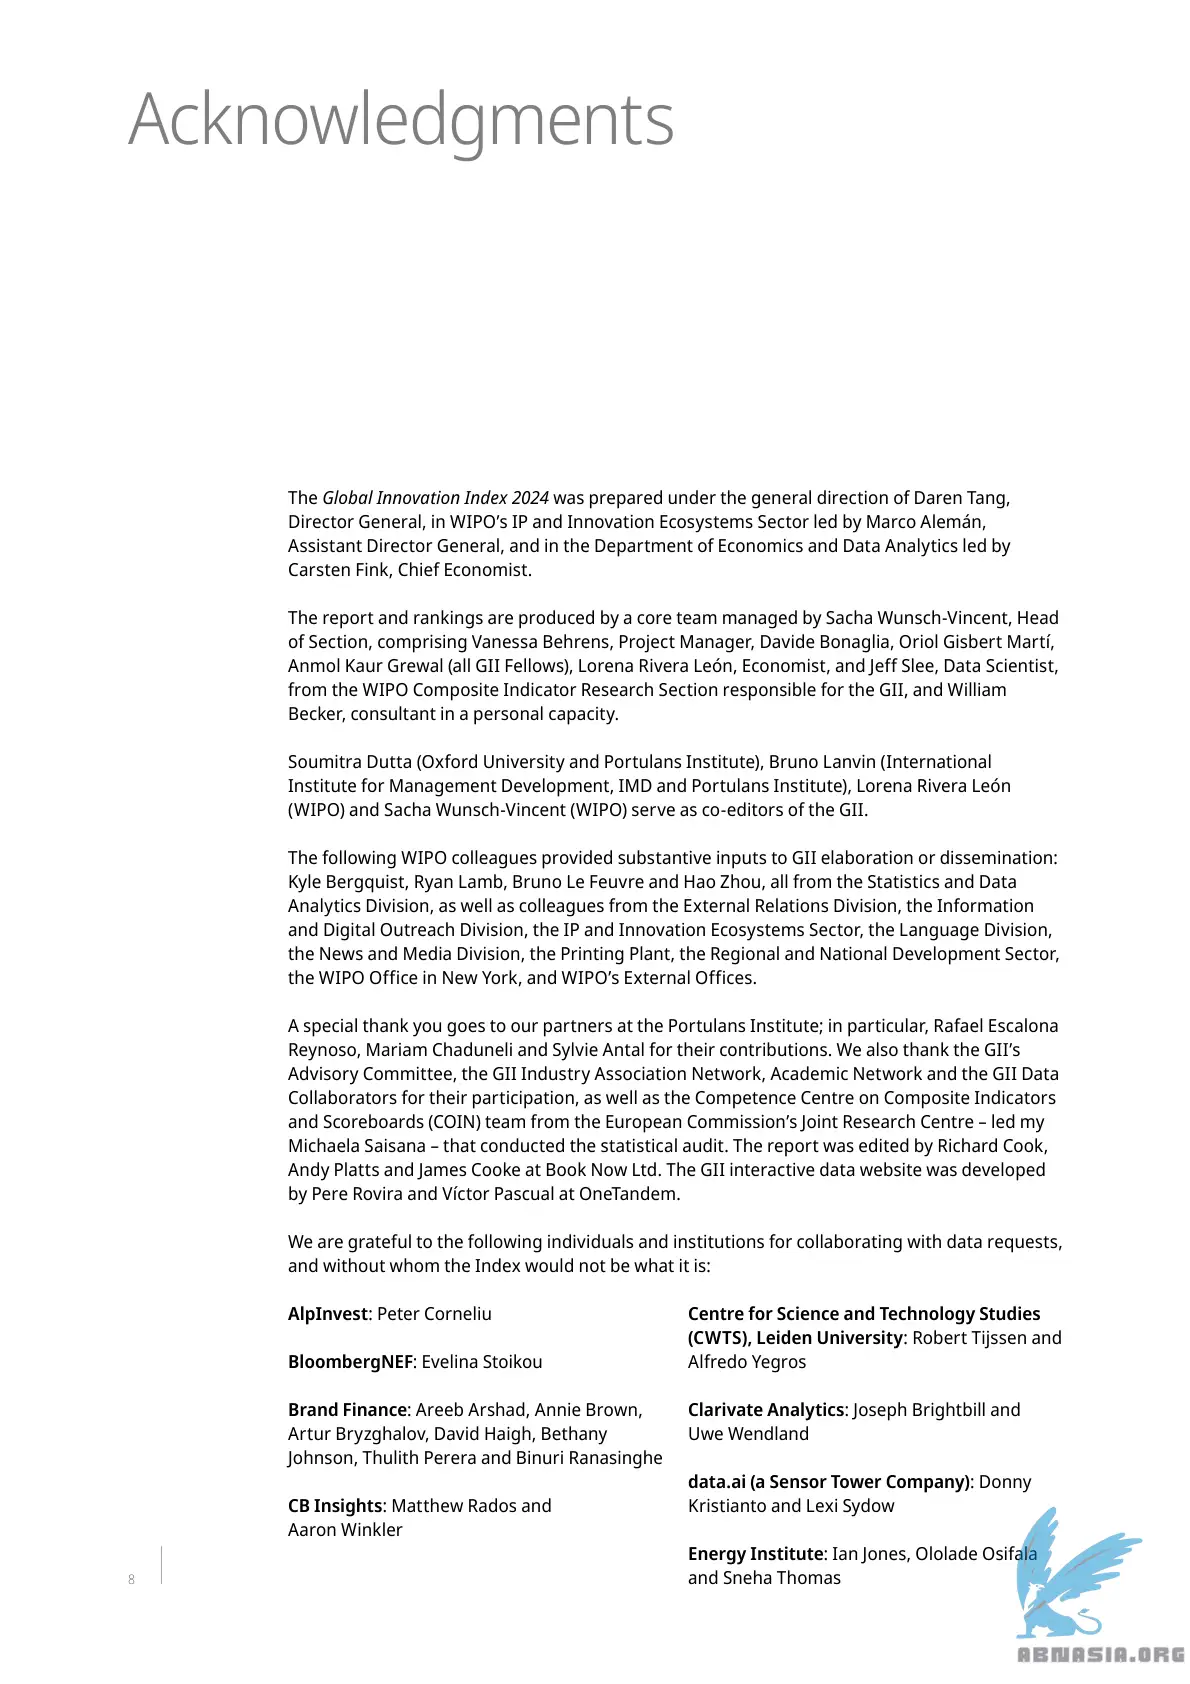 Acknowledgments
The Global Innovation Index 2024 was prepared under the general direction of Daren Tang,
Director General, in WIPO’s IP and Innovation Ecosystems Sector led by Marco Alemán,
Assistant Director General, and in the Department of Economics and Data Analytics led by
Carsten Fink, Chief Economist.
The report and rankings are produced by a core team managed by Sacha Wunsch-Vincent, Head
of Section, comprising Vanessa Behrens, Project Manager, Davide Bonaglia, Oriol Gisbert Martí,
Anmol Kaur Grewal (all GII Fellows), Lorena Rivera León, Economist, and Jeff Slee, Data Scientist,
from the WIPO Composite Indicator Research Section responsible for the GII, and William
Becker, consultant in a personal capacity.
Soumitra Dutta (Oxford University and Portulans Institute), Bruno Lanvin (International
Institute for Management Development, IMD and Portulans Institute), Lorena Rivera León
(WIPO) and Sacha Wunsch-Vincent (WIPO) serve as co-editors of the GII.
The following WIPO colleagues provided substantive inputs to GII elaboration or dissemination:
Kyle Bergquist, Ryan Lamb, Bruno Le Feuvre and Hao Zhou, all from the Statistics and Data
Analytics Division, as well as colleagues from the External Relations Division, the Information
and Digital Outreach Division, the IP and Innovation Ecosystems Sector, the Language Division,
the News and Media Division, the Printing Plant, the Regional and National Development Sector,
the WIPO Office in New York, and WIPO’s External Offices.
A special thank you goes to our partners at the Portulans Institute; in particular, Rafael Escalona
Reynoso, Mariam Chaduneli and Sylvie Antal for their contributions. We also thank the GII’s
Advisory Committee, the GII Industry Association Network, Academic Network and the GII Data
Collaborators for their participation, as well as the Competence Centre on Composite Indicators
and Scoreboards (COIN) team from the European Commission’s Joint Research Centre – led my
Michaela Saisana – that conducted the statistical audit. The report was edited by Richard Cook,
Andy Platts and James Cooke at Book Now Ltd. The GII interactive data website was developed
by Pere Rovira and Víctor Pascual at OneTandem.
We are grateful to the following individuals and institutions for collaborating with data requests,
and without whom the Index would not be what it is:
AlpInvest: Peter Corneliu
BloombergNEF: Evelina Stoikou
Brand Finance: Areeb Arshad, Annie Brown,
Artur Bryzghalov, David Haigh, Bethany
Johnson, Thulith Perera and Binuri Ranasinghe
CB Insights: Matthew Rados and
Aaron Winkler
Centre for Science and Technology Studies
(CWTS), Leiden University: Robert Tijssen and
Alfredo Yegros
Clarivate Analytics: Joseph Brightbill and
Uwe Wendland
data.ai (a Sensor Tower Company): Donny
Kristianto and Lexi Sydow
Energy Institute: Ian Jones, Ololade Osifala
and Sneha Thomas
8
ABNASIA.ORG